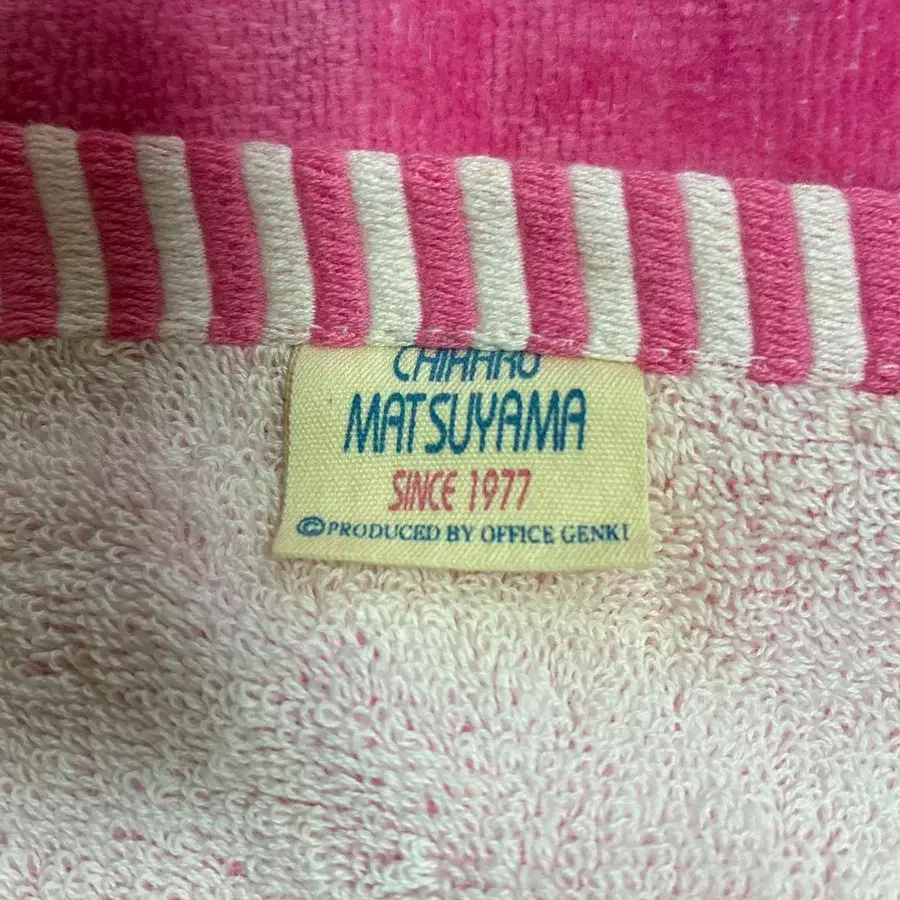 CHIHARU
MATSUYAMA
SINCE 1977
©PRODUCED BY OFFICE GENKI